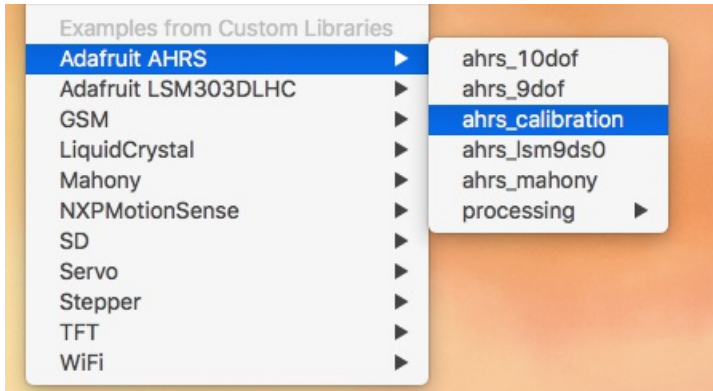 Examples from Custom Libraries
Adafruit AHRS
Adafruit LSM303DLHC
GSM
LiquidCrystal
Mahony
NXPMotionSense
SD
Servo
Stepper
TFT
WiFi
ahrs_10dof
ahrs_9dof
ahrs_calibration
ahrs_lsm9ds0
ahrs_mahony
processing